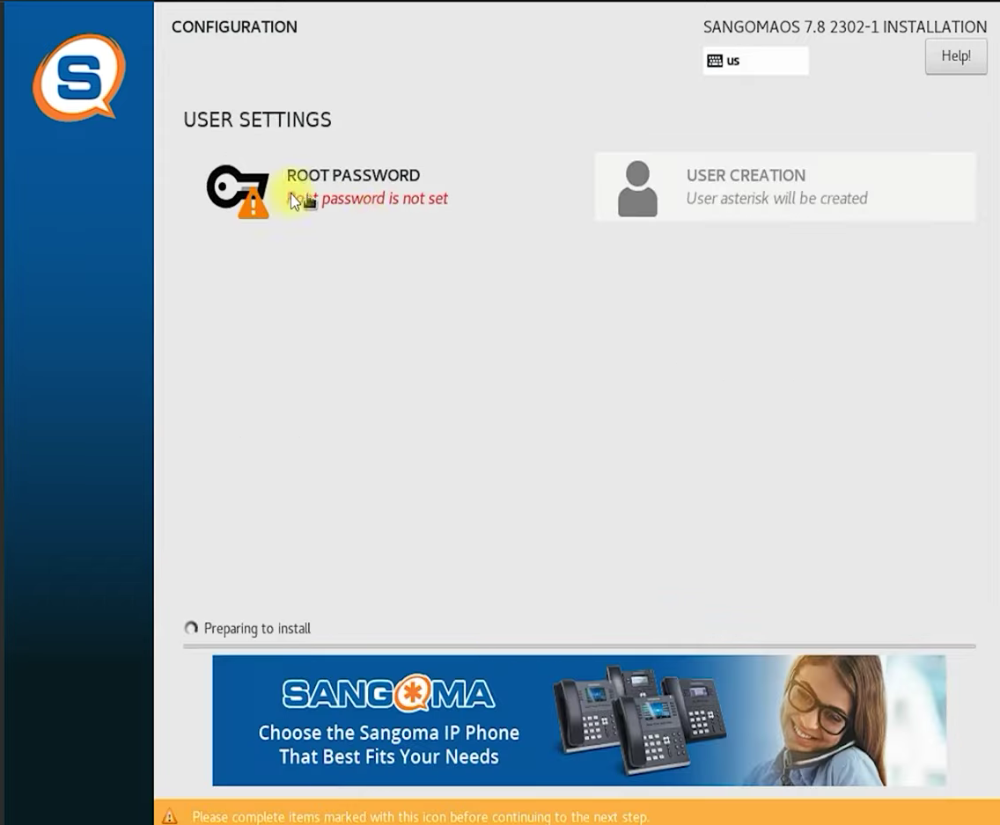 CONFIGURATION
SANGOMAOS 7.8 2302-1 INSTALLATION
us
Help!
USER SETTINGS
ROOT PASSWORD
Root password is not set
USER CREATION
User asterisk will be created
Preparing to install
SANGOMA
Choose the Sangoma IP Phone
That Best Fits Your Needs
Please complete items marked with this icon before continuing to the next step.